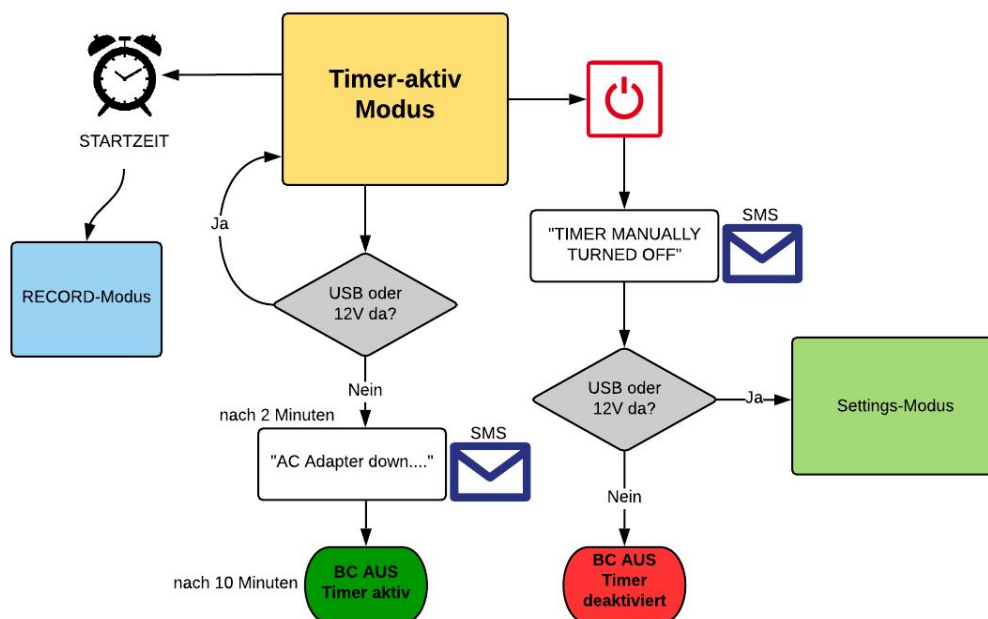 Timer-aktiv
Modus
STARTZEIT
Ja
RECORD-Modus
USB oder
12V da?
Nein
nach 2 Minuten
"AC Adapter down...."
SMS
nach 10 Minuten
BC AUS
Timer aktiv
"TIMER MANUALLY
TURNED OFF"
SMS
USB oder
12V da?
Ja
Settings-Modus
Nein
BC AUS
Timer
deaktiviert